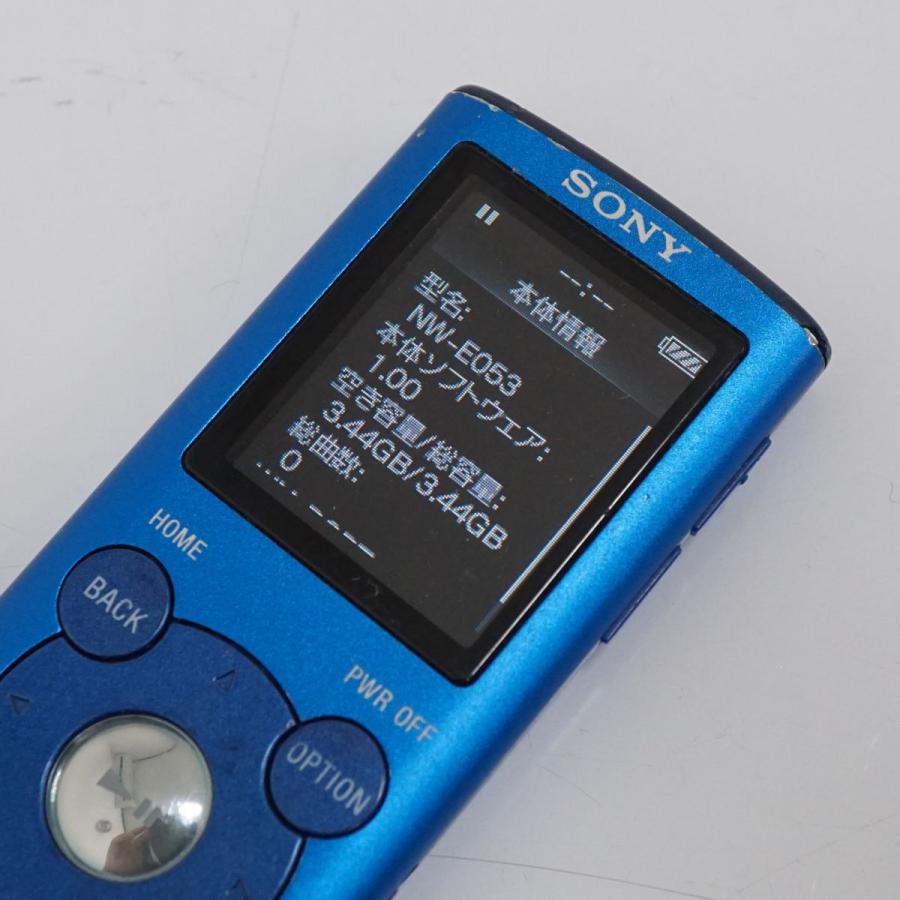 SONY
--:--
本体情報
型名:
NW-E053
本体ソフトウェア:
1.00
空き容量/総容量:
3.44GB/3.44GB
総曲数:
0
HOME
BACK
PWR OFF
OPTION